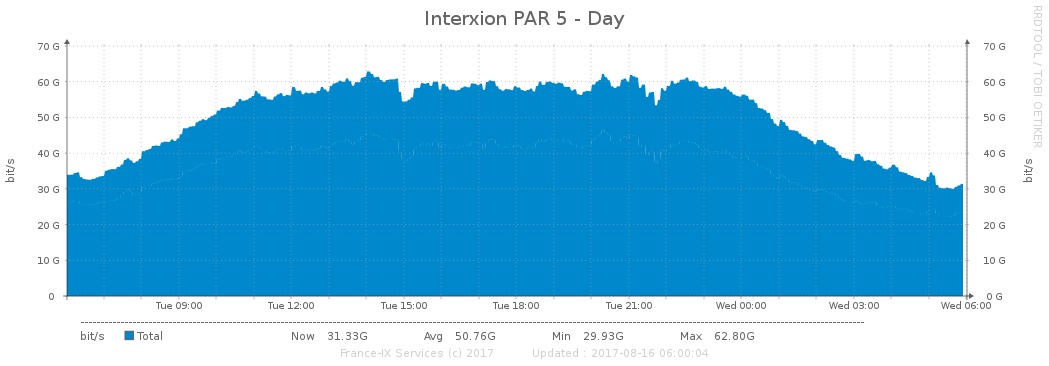 Interxion PAR 5 - Day
RRDTOOL / TOBI OETIKER
bit/s
bit/s
70 G 70 G
60 G 60 G
50 G 50 G
40 G 40 G
30 G 30 G
20 G 20 G
10 G 10 G
0 0 G
Tue 09:00 Tue 12:00 Tue 15:00 Tue 18:00 Tue 21:00 Wed 00:00 Wed 03:00 Wed 06:00
bit/s Total Now 31.33G Avg 50.76G Min 29.93G Max 62.80G
France-IX Services (c) 2017 Updated : 2017-08-16 06:00:04